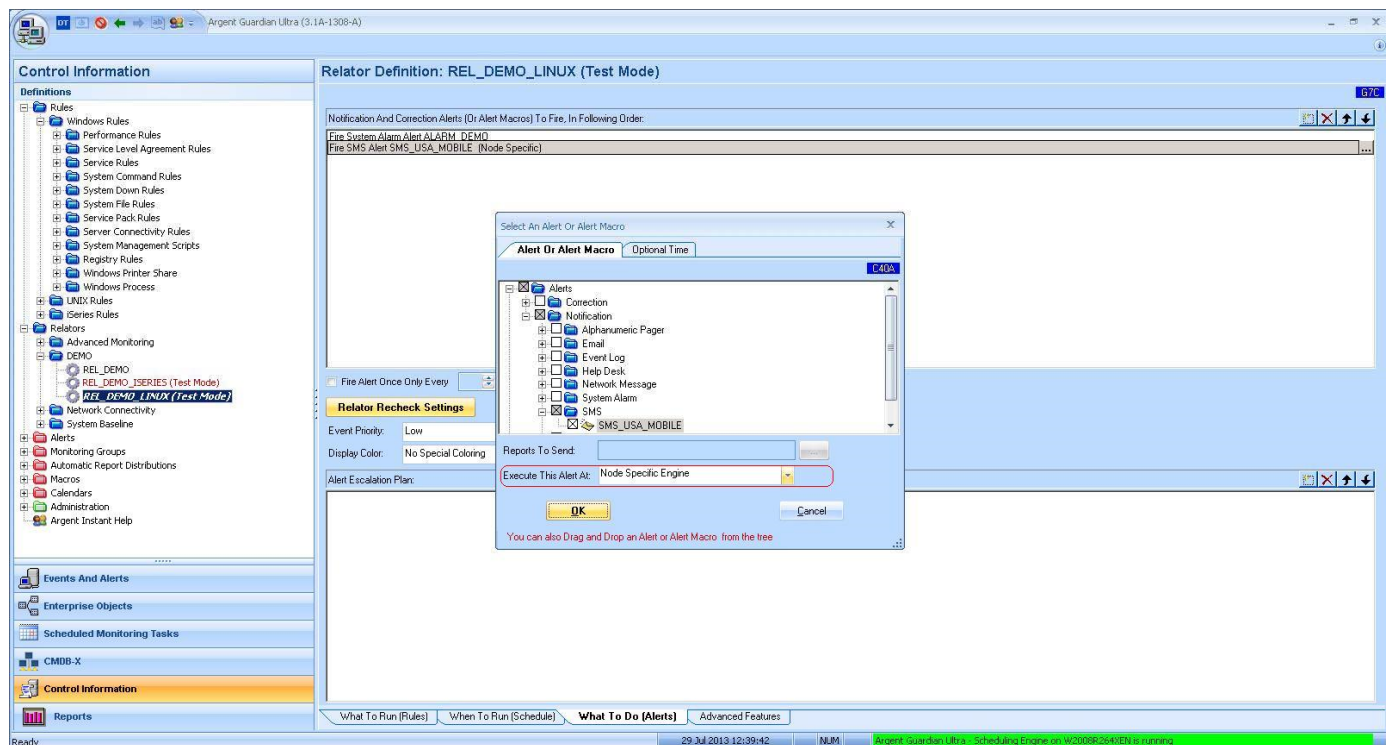 DT
ab
Argent Guardian Ultra (3.1A-1308-A)
Control Information
Definitions
Rules
Windows Rules
Performance Rules
Service Level Agreement Rules
Service Rules
System Command Rules
System Down Rules
System File Rules
Service Pack Rules
Server Connectivity Rules
System Management Scripts
Registry Rules
Windows Printer Share
Windows Process
UNIX Rules
iSeries Rules
Relators
Advanced Monitoring
DEMO
REL_DEMO
REL_DEMO_ISERIES (Test Mode)
REL_DEMO_LINUX (Test Mode)
Network Connectivity
System Baseline
Alerts
Monitoring Groups
Automatic Report Distributions
Macros
Calendars
Administration
Argent Instant Help
Events And Alerts
Enterprise Objects
Scheduled Monitoring Tasks
CMDB-X
Control Information
Reports
Relator Definition: REL_DEMO_LINUX (Test Mode)
G7C
Notification And Correction Alerts (Or Alert Macros) To Fire, In Following Order:
Fire System Alarm Alert ALARM_DEMO
Fire SMS Alert SMS_USA_MOBILE (Node Specific)
...
Fire Alert Once Only Every
Relator Recheck Settings
Event Priority: Low
Display Color: No Special Coloring
Alert Escalation Plan:
Select An Alert Or Alert Macro
Alert Or Alert Macro
Optional Time
C40A
Alerts
Correction
Notification
Alphanumeric Pager
Email
Event Log
Help Desk
Network Message
System Alarm
SMS
SMS_USA_MOBILE
Reports To Send:
Execute This Alert At: Node Specific Engine
OK
Cancel
You can also Drag and Drop an Alert or Alert Macro from the tree
What To Run (Rules)
When To Run (Schedule)
What To Do (Alerts)
Advanced Features
Ready
29 Jul 2013 12:39:42
NUM
Argent Guardian Ultra - Scheduling Engine on W2008R264XEN is running